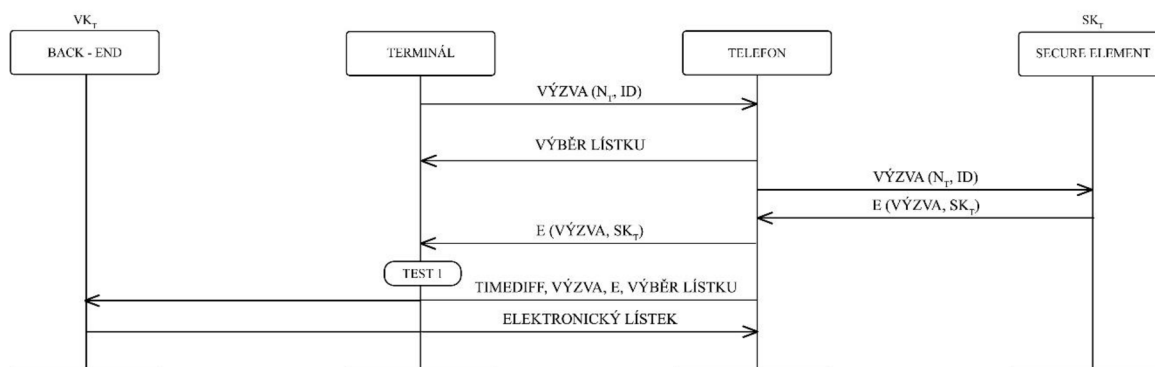 VK_T SK_T
BACK - END TERMINÁL TELEFON SECURE ELEMENT
VÝZVA (N_T, ID)
VÝBĚR LÍSTKU
VÝZVA (N_T, ID)
E (VÝZVA, SK_T)
E (VÝZVA, SK_T)
TEST 1
TIMEDIFF, VÝZVA, E, VÝBĚR LÍSTKU
ELEKTRONICKÝ LÍSTEK